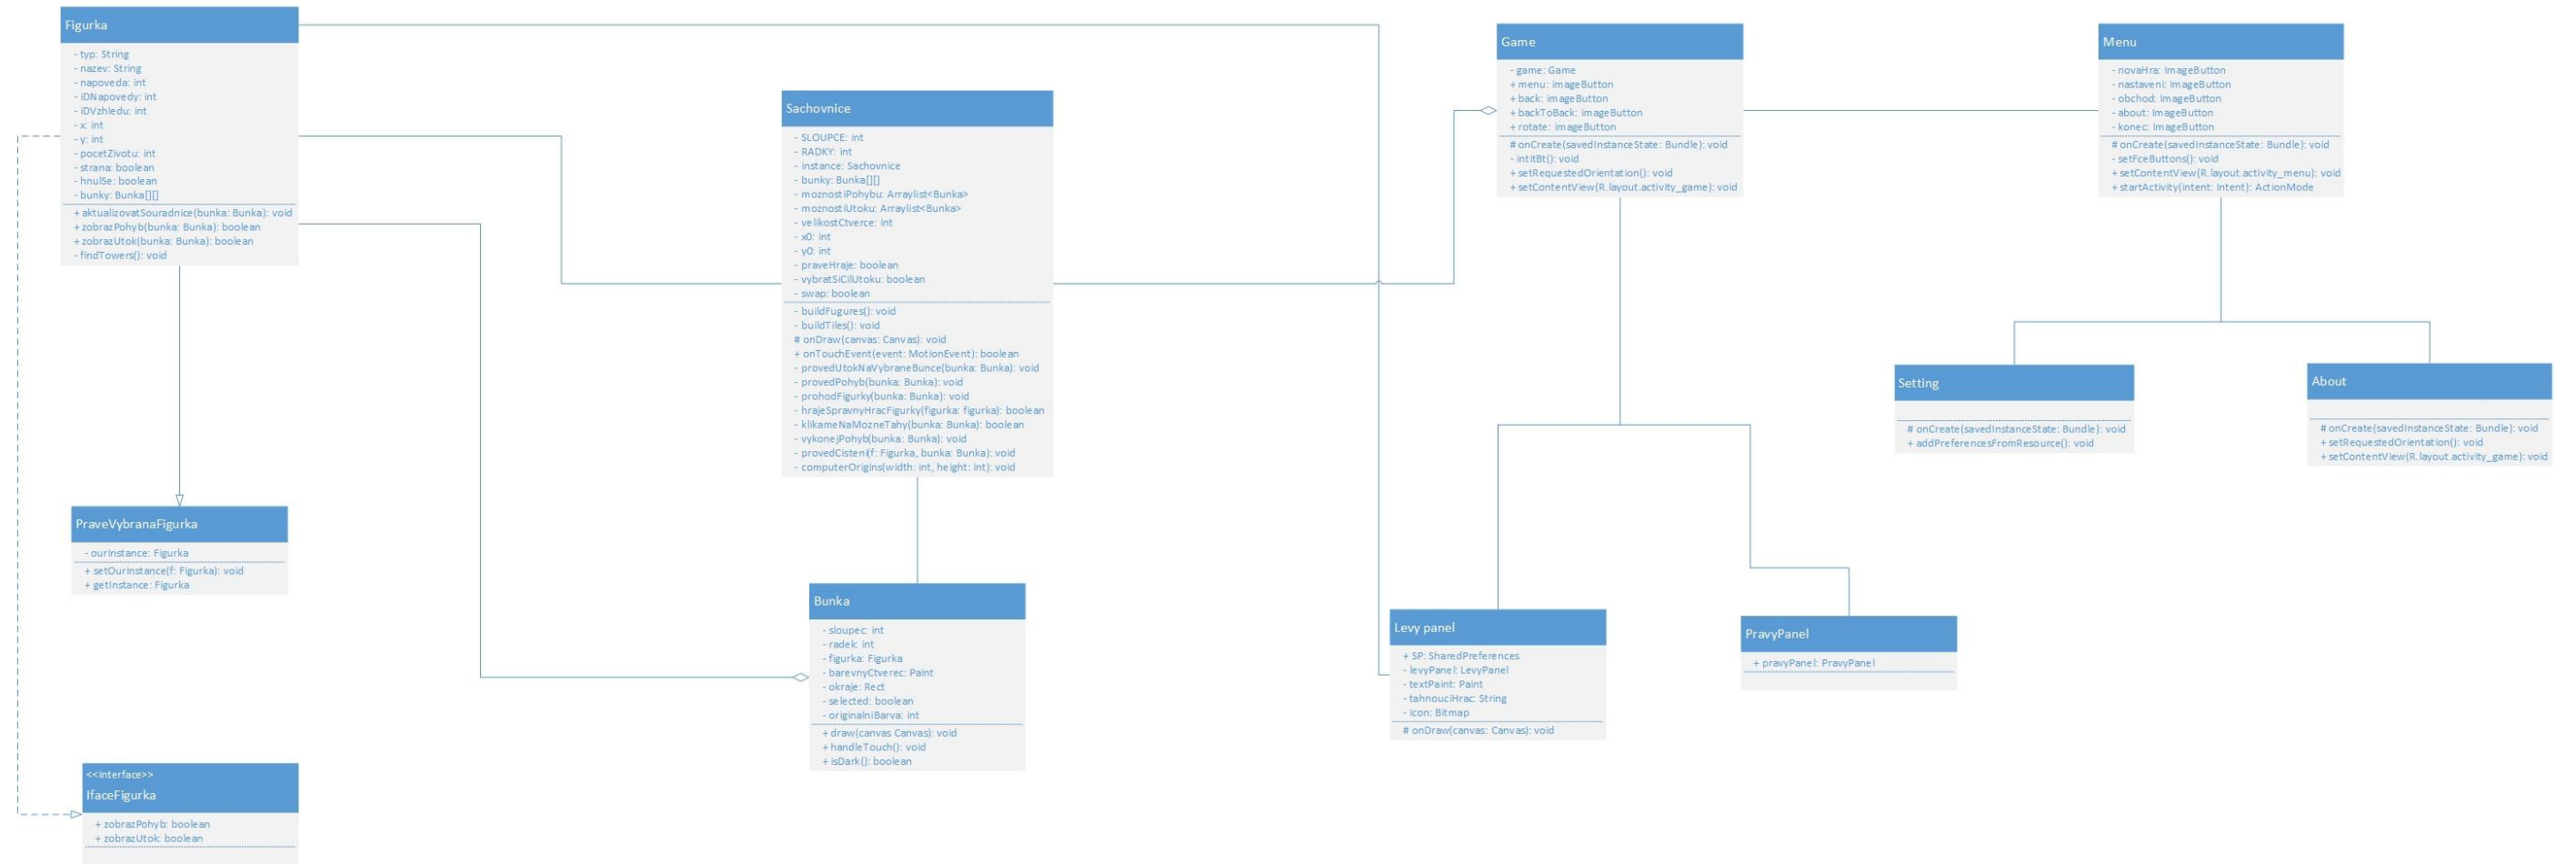 Figurka
- typ: String
- nazev: String
- napoveda: int
- iDNapovedy: int
- iDVzhledu: int
- x: int
- y: int
- pocetZivotu: int
- strana: boolean
- hnulSe: boolean
- bunky: Bunka[][]
+ aktualizovatSouradnice(bunka: Bunka): void
+ zobrazPohyb(bunka: Bunka): boolean
+ zobrazUtok(bunka: Bunka): boolean
- findTowers(): void
PraveVybranaFigurka
- ourInstance: Figurka
+ setOurInstance(f: Figurka): void
+ getInstance: Figurka
<<Interface>>
IfaceFigurka
+ zobrazPohyb: boolean
+ zobrazUtok: boolean
Sachovnice
- SLOUPCE: int
- RADKY: int
- instance: Sachovnice
- bunky: Bunka[][]
- moznostiPohybu: Arraylist<Bunka>
- moznostiUtoku: Arraylist<Bunka>
- velikostCtverce: int
- x0: int
- y0: int
- praveHraje: boolean
- vybratSiCilUtoku: boolean
- swap: boolean
- buildFugures(): void
- buildTiles(): void
# onDraw(canvas: Canvas): void
+ onTouchEvent(event: MotionEvent): boolean
- provedUtokNaVybraneBunce(bunka: Bunka): void
- provedPohyb(bunka: Bunka): void
- prohodFigurky(bunka: Bunka): void
- hrajeSpravnyHracFigurky(figurka: figurka): boolean
- klikameNaMozneTahy(bunka: Bunka): boolean
- vykonejPohyb(bunka: Bunka): void
- provedCisteni(f: Figurka, bunka: Bunka): void
- computerOrigins(width: int, height: int): void
Bunka
- sloupec: int
- radek: int
- figurka: Figurka
- barevnyCtverec: Paint
- okraje: Rect
- selected: boolean
- originalniBarva: int
+ draw(canvas Canvas): void
+ handleTouch(): void
+ isDark(): boolean
Game
- game: Game
+ menu: imageButton
+ back: imageButton
+ backToBack: imageButton
+ rotate: imageButton
# onCreate(savedInstanceState: Bundle): void
- intitBt(): void
+ setRequestedOrientation(): void
+ setContentView(R.layout.activity_game): void
Levy panel
+ SP: SharedPreferences
- levyPanel: LevyPanel
- textPaint: Paint
- tahnouciHrac: String
- icon: Bitmap
# onDraw(canvas: Canvas): void
PravyPanel
+ pravyPanel: PravyPanel
Menu
- novaHra: ImageButton
- nastaveni: ImageButton
- obchod: ImageButton
- about: ImageButton
- konec: ImageButton
# onCreate(savedInstanceState: Bundle): void
- setFceButtons(): void
+ setContentView(R.layout.activity_menu): void
+ startActivity(intent: Intent): ActionMode
Setting
# onCreate(savedInstanceState: Bundle): void
+ addPreferencesFromResource(): void
About
# onCreate(savedInstanceState: Bundle): void
+ setRequestedOrientation(): void
+ setContentView(R.layout.activity_game): void